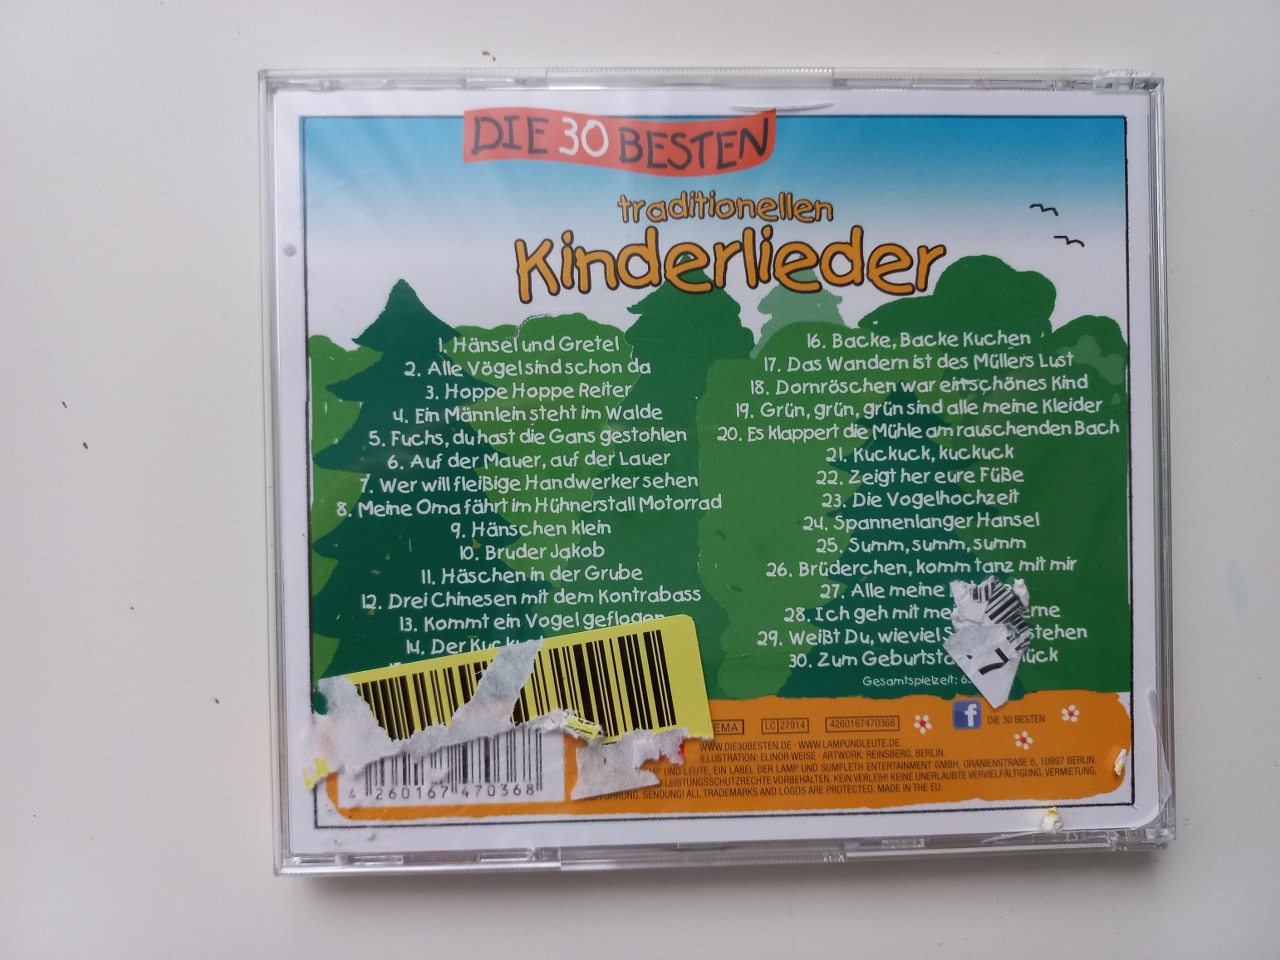 DIE 30 BESTEN
traditionellen
Kinderlieder
1. Hänsel und Gretel
2. Alle Vögel sind schon da
3. Hoppe Hoppe Reiter
4. Ein Männlein steht im Walde
5. Fuchs, du hast die Gans gestohlen
6. Auf der Mauer, auf der Lauer
7. Wer will fleißige Handwerker sehen
8. Meine Oma fährt im Hühnerstall Motorrad
9. Hänschen klein
10. Bruder Jakob
11. Häschen in der Grube
12. Drei Chinesen mit dem Kontrabass
13. Kommt ein Vogel geflogen
14. Der Kuckuck
16. Backe, Backe Kuchen
17. Das Wandern ist des Müllers Lust
18. Dornröschen war ein schönes Kind
19. Grün, grün, grün sind alle meine Kleider
20. Es klappert die Mühle am rauschenden Bach
21. Kuckuck, kuckuck
22. Zeigt her eure Füße
23. Die Vogelhochzeit
24. Spannenlanger Hansel
25. Summ, summ, summ
26. Brüderchen, komm tanz mit mir
27. Alle meine
28. Ich geh mit
29. Weißt Du, wieviel stehen
30. Zum
Gesamtspielzeit:
7
LC 27914
4260167470368
f DIE 30 BESTEN
WWW.DIE30BESTEN.DE · WWW.LAMPUNDLEUTE.DE
ILLUSTRATION: ELINOR WEISE · ARTWORK. REINSBERG, BERLIN.
UND LEUTE, EIN LABEL DER LAMP UND SUMFLETH ENTERTAINMENT GMBH, ORANIENSTRASSE 6, 10997 BERLIN.
LEISTUNGSSCHUTZRECHTE VORBEHALTEN. KEIN VERLEIH! KEINE UNERLAUBTE VERVIELFÄLTIGUNG, VERMIETUNG,
SENDUNG! ALL TRADEMARKS AND LOGOS ARE PROTECTED. MADE IN THE EU.
4 260167 470368